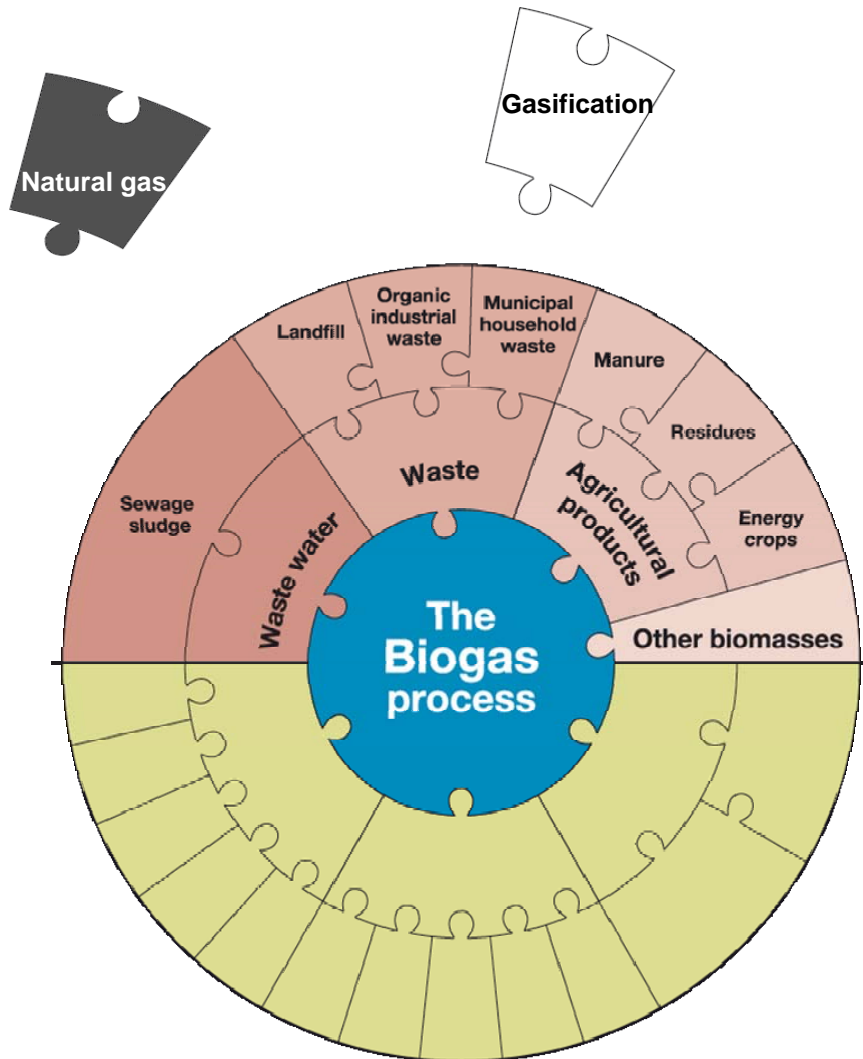 Gasification
Natural gas
Landfill
Organic
industrial
waste
Municipal
household
waste
Manure
Residues
Energy
crops
Sewage
sludge
Waste water
Waste
Agricultural
products
Other biomasses
The
Biogas
process